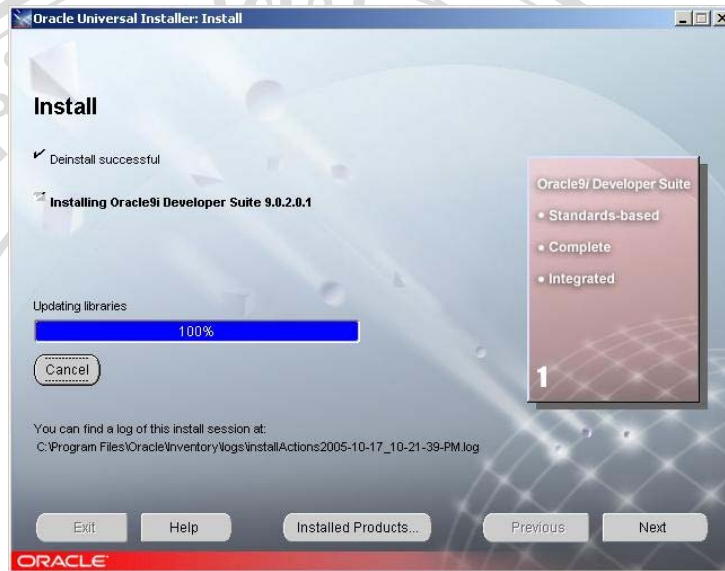 Oracle Universal Installer: Install
Install
Deinstall successful
Installing Oracle9i Developer Suite 9.0.2.0.1
Oracle9i Developer Suite
• Standards-based
• Complete
• Integrated
1
Updating libraries
100%
Cancel
You can find a log of this install session at:
C:\Program Files\Oracle\Inventory\logs\installActions2005-10-17_10-21-39-PM.log
Exit
Help
Installed Products...
Previous
Next
ORACLE